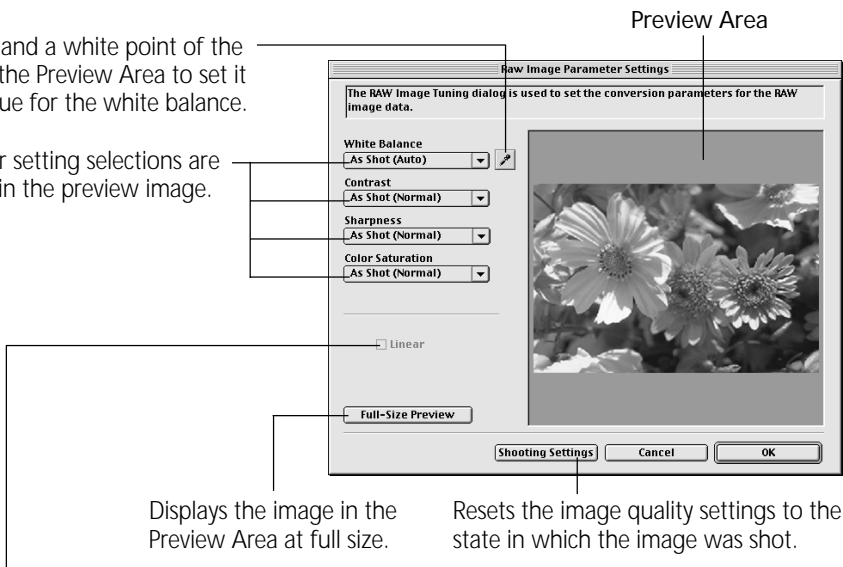 Preview Area
and a white point of the
the Preview Area to set it
ue for the white balance.
r setting selections are
in the preview image.
Raw Image Parameter Settings
The RAW Image Tuning dialog is used to set the conversion parameters for the RAW
image data.
White Balance
As Shot (Auto)
Contrast
As Shot (Normal)
Sharpness
As Shot (Normal)
Color Saturation
As Shot (Normal)
Linear
Full-Size Preview
Shooting Settings Cancel OK
Displays the image in the
Preview Area at full size.
Resets the image quality settings to the
state in which the image was shot.